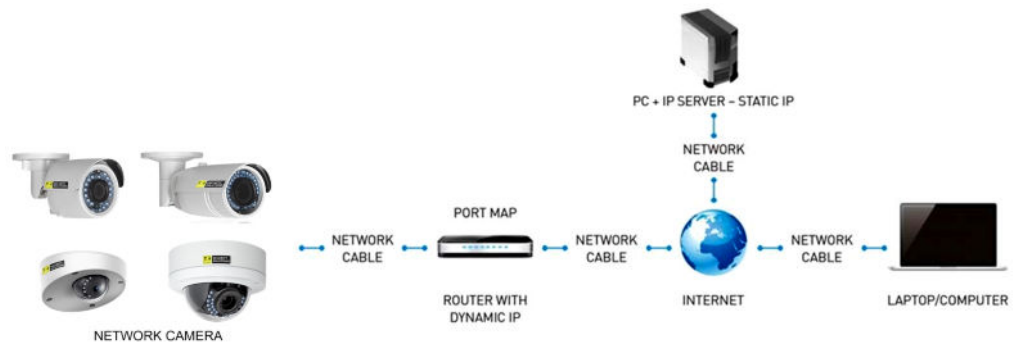 PC + IP SERVER – STATIC IP
NETWORK
CABLE
PORT MAP
NETWORK
CABLE
NETWORK
CABLE
NETWORK
CABLE
ROUTER WITH
DYNAMIC IP
INTERNET
LAPTOP/COMPUTER
NETWORK CAMERA